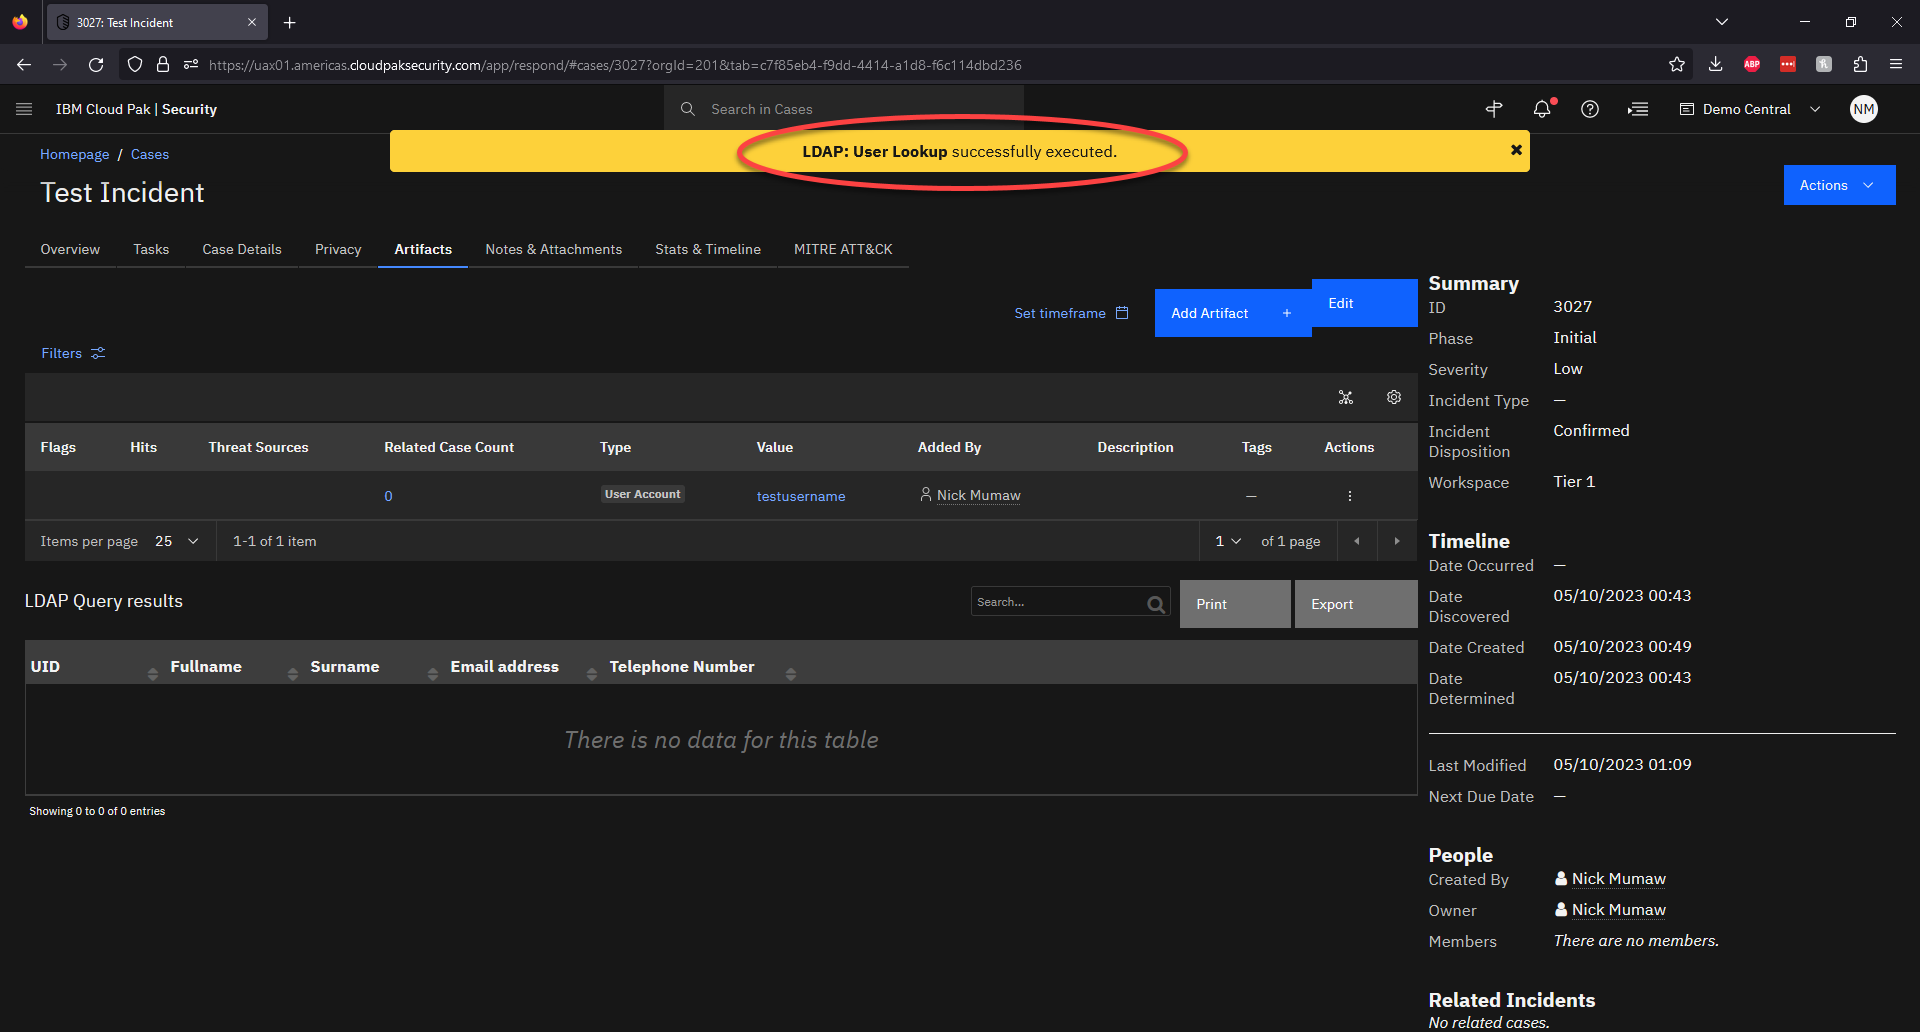 3027: Test Incident
https://uax01.americas.cloudpaksecurity.com/app/respond/#cases/3027?orgId=201&tab=c7f85eb4-f9dd-4414-a1d8-f6c114dbd236
ABP
IBM Cloud Pak | Security
Search in Cases
Demo Central
NM
LDAP: User Lookup successfully executed.
Homepage / Cases
Test Incident
Actions
Overview Tasks Case Details Privacy Artifacts Notes & Attachments Stats & Timeline MITRE ATT&CK
Set timeframe
Add Artifact +
Edit
Filters
Flags Hits Threat Sources Related Case Count Type Value Added By Description Tags Actions
0 User Account testusername Nick Mumaw —
Items per page 25 1-1 of 1 item 1 of 1 page
LDAP Query results
Search...
Print
Export
UID Fullname Surname Email address Telephone Number
There is no data for this table
Showing 0 to 0 of 0 entries
Summary
ID 3027
Phase Initial
Severity Low
Incident Type —
Incident Disposition Confirmed
Workspace Tier 1
Timeline
Date Occurred —
Date Discovered 05/10/2023 00:43
Date Created 05/10/2023 00:49
Date Determined 05/10/2023 00:43
Last Modified 05/10/2023 01:09
Next Due Date —
People
Created By Nick Mumaw
Owner Nick Mumaw
Members There are no members.
Related Incidents
No related cases.